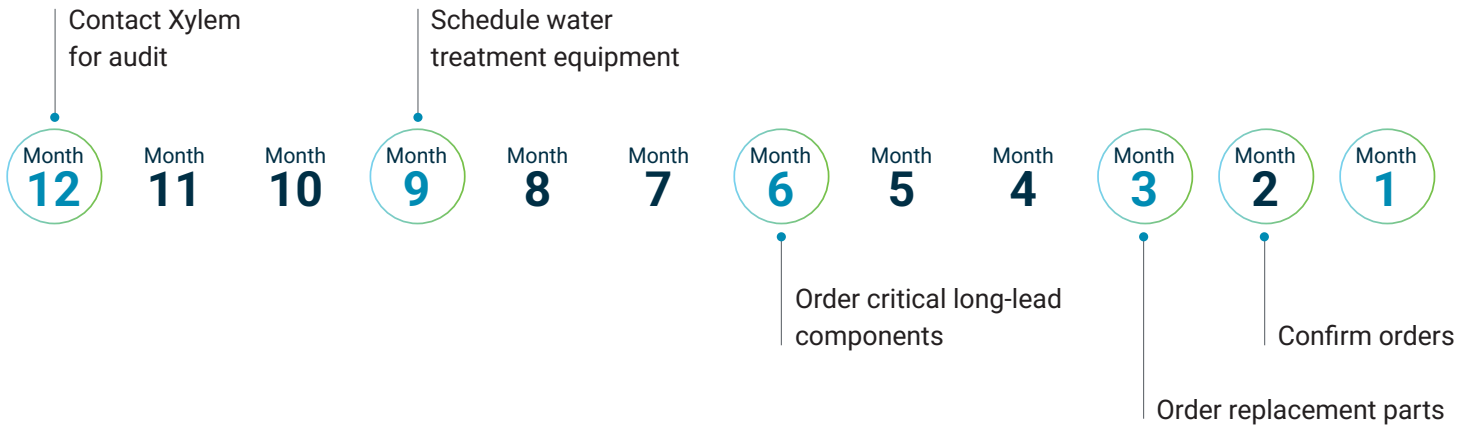 Contact Xylem
for audit
Schedule water
treatment equipment
Month
12
Month
11
Month
10
Month
9
Month
8
Month
7
Month
6
Month
5
Month
4
Month
3
Month
2
Month
1
Order critical long-lead
components
Confirm orders
Order replacement parts